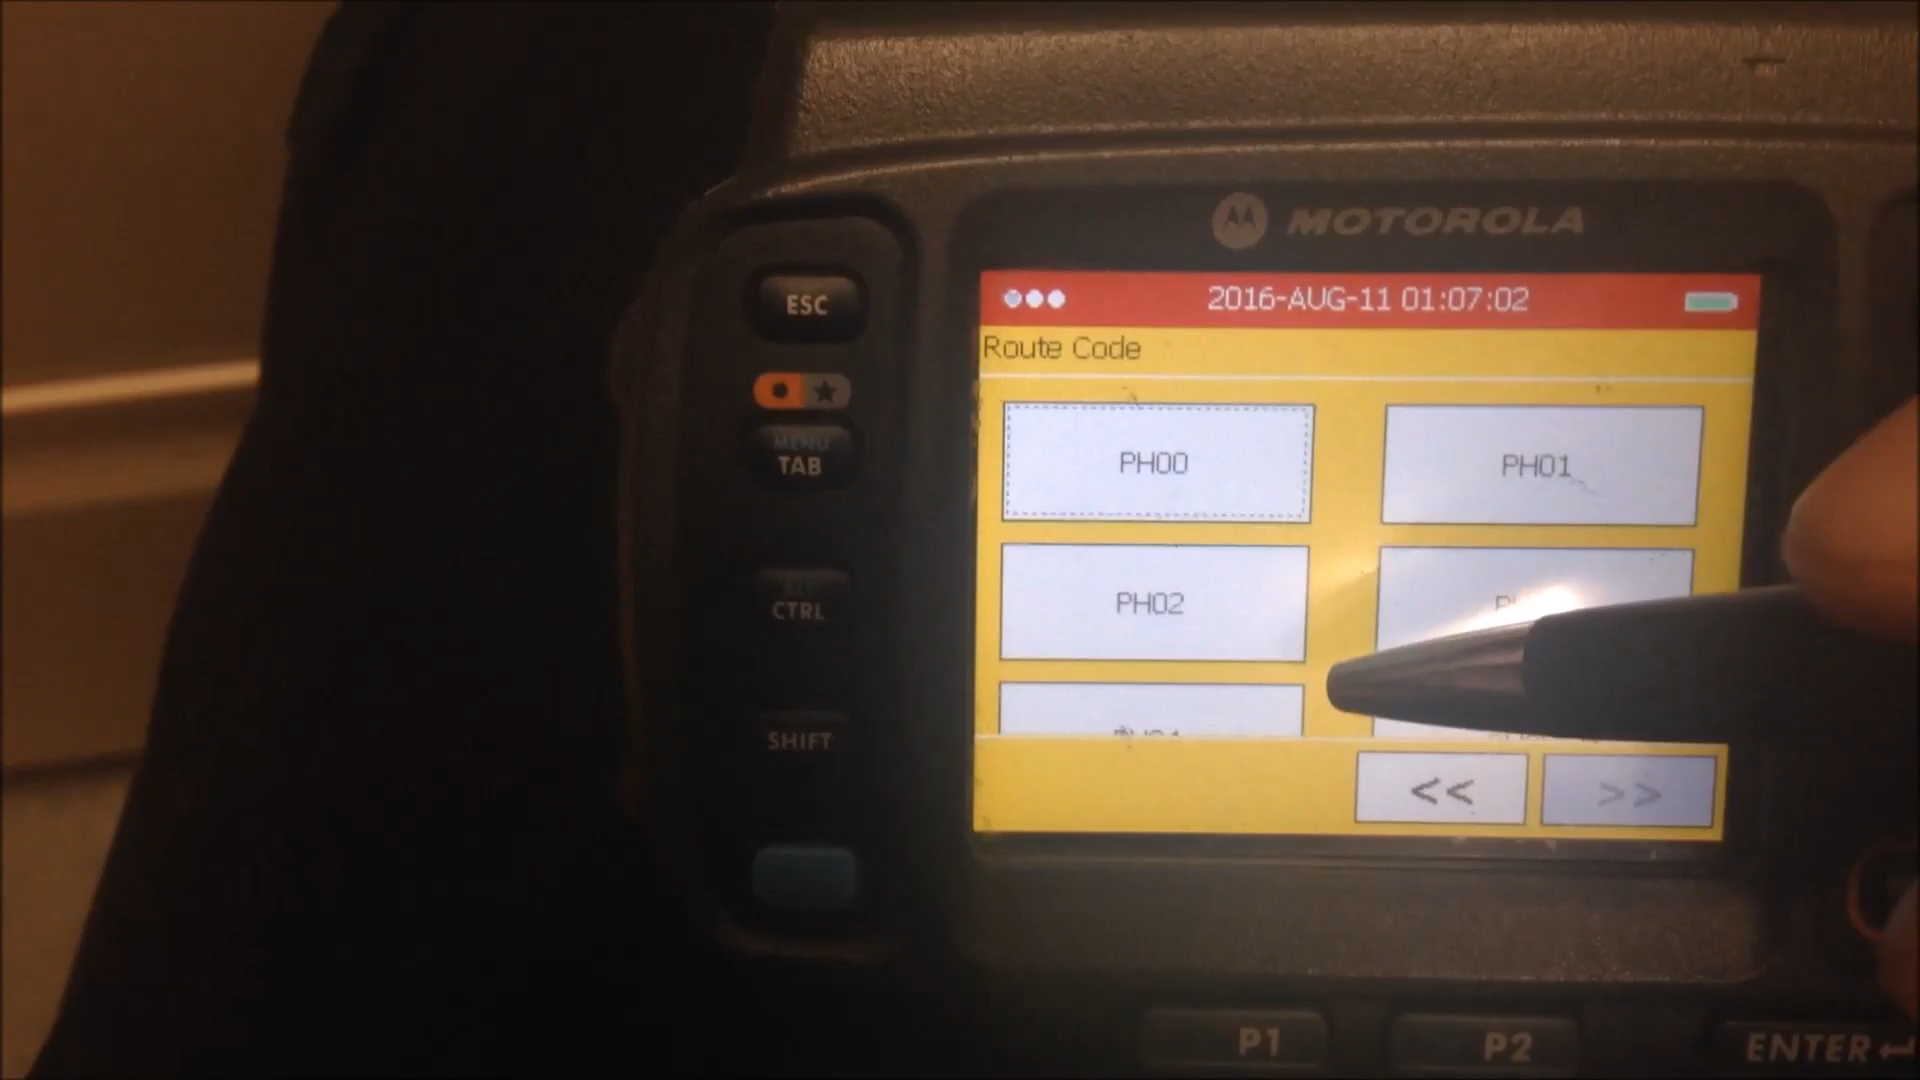 MOTOROLA
ESC
2016-AUG-11 01:07:02
Route Code
MENU
TAB
PH00
PH01
CTRL
PH02
SHIFT
<<
>>
P1
P2
ENTER